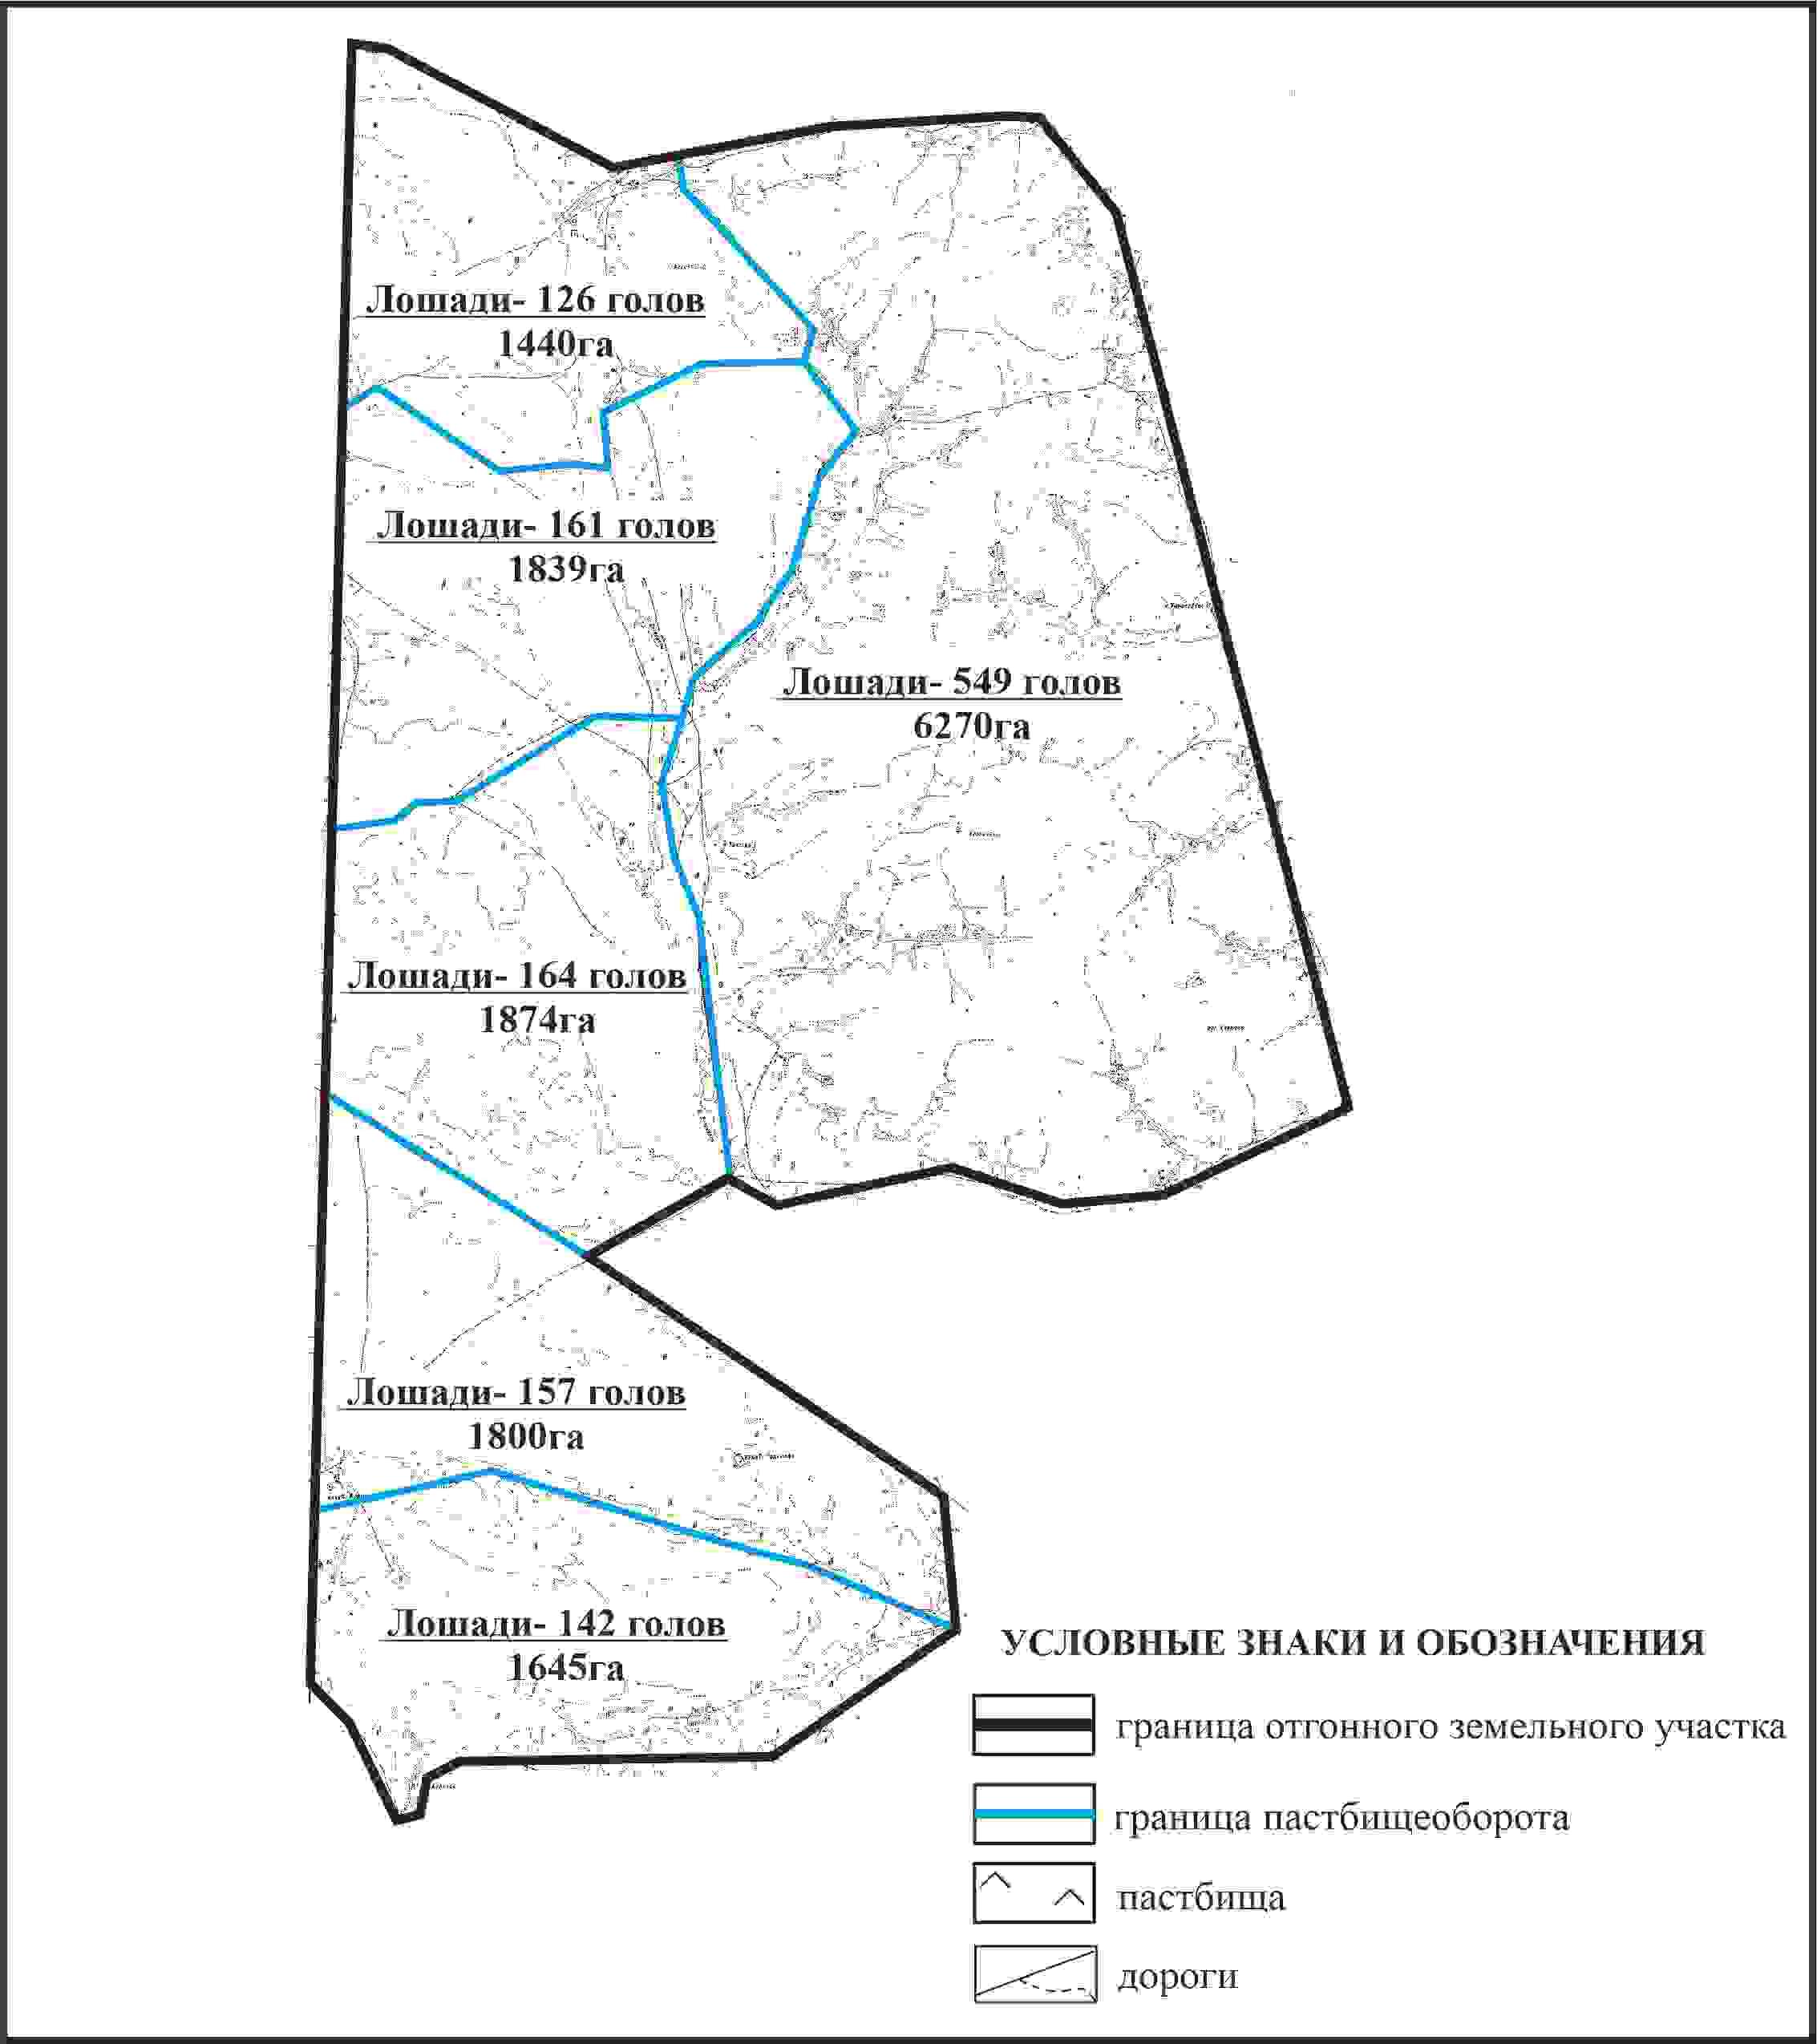 Лошади- 126 голов
1440га
Лошади- 161 голов
1839га
Лошади- 549 голов
6270га
Лошади- 164 голов
1874га
Лошади- 157 голов
1800га
Лошади- 142 голов
1645га
УСЛОВНЫЕ ЗНАКИ И ОБОЗНАЧЕНИЯ
граница отгонного земельного участка
граница пастбищеоборота
пастбища
дороги